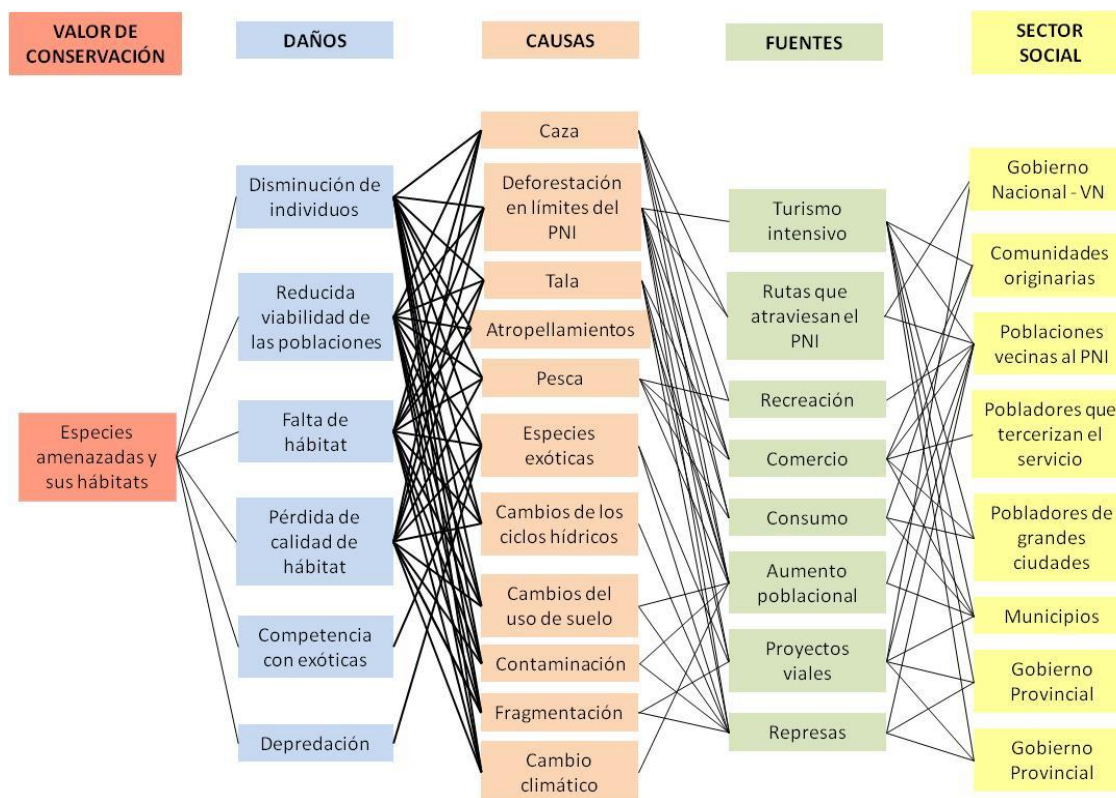 VALOR DE
CONSERVACIÓN
DAÑOS
CAUSAS
FUENTES
SECTOR
SOCIAL
Especies
amenazadas y
sus hábitats
Disminución de
individuos
Reducida
viabilidad de
las poblaciones
Falta de
hábitat
Pérdida de
calidad de
hábitat
Competencia
con exóticas
Depredación
Caza
Deforestación
en límites del
PNI
Tala
Atropellamientos
Pesca
Especies
exóticas
Cambios de los
ciclos hídricos
Cambios del
uso de suelo
Contaminación
Fragmentación
Cambio
climático
Turismo
intensivo
Rutas que
atraviesan el
PNI
Recreación
Comercio
Consumo
Aumento
poblacional
Proyectos
viales
Represas
Gobierno
Nacional - VN
Comunidades
originarias
Poblaciones
vecinas al PNI
Pobladores que
tercerizan el
servicio
Pobladores de
grandes
ciudades
Municipios
Gobierno
Provincial
Gobierno
Provincial